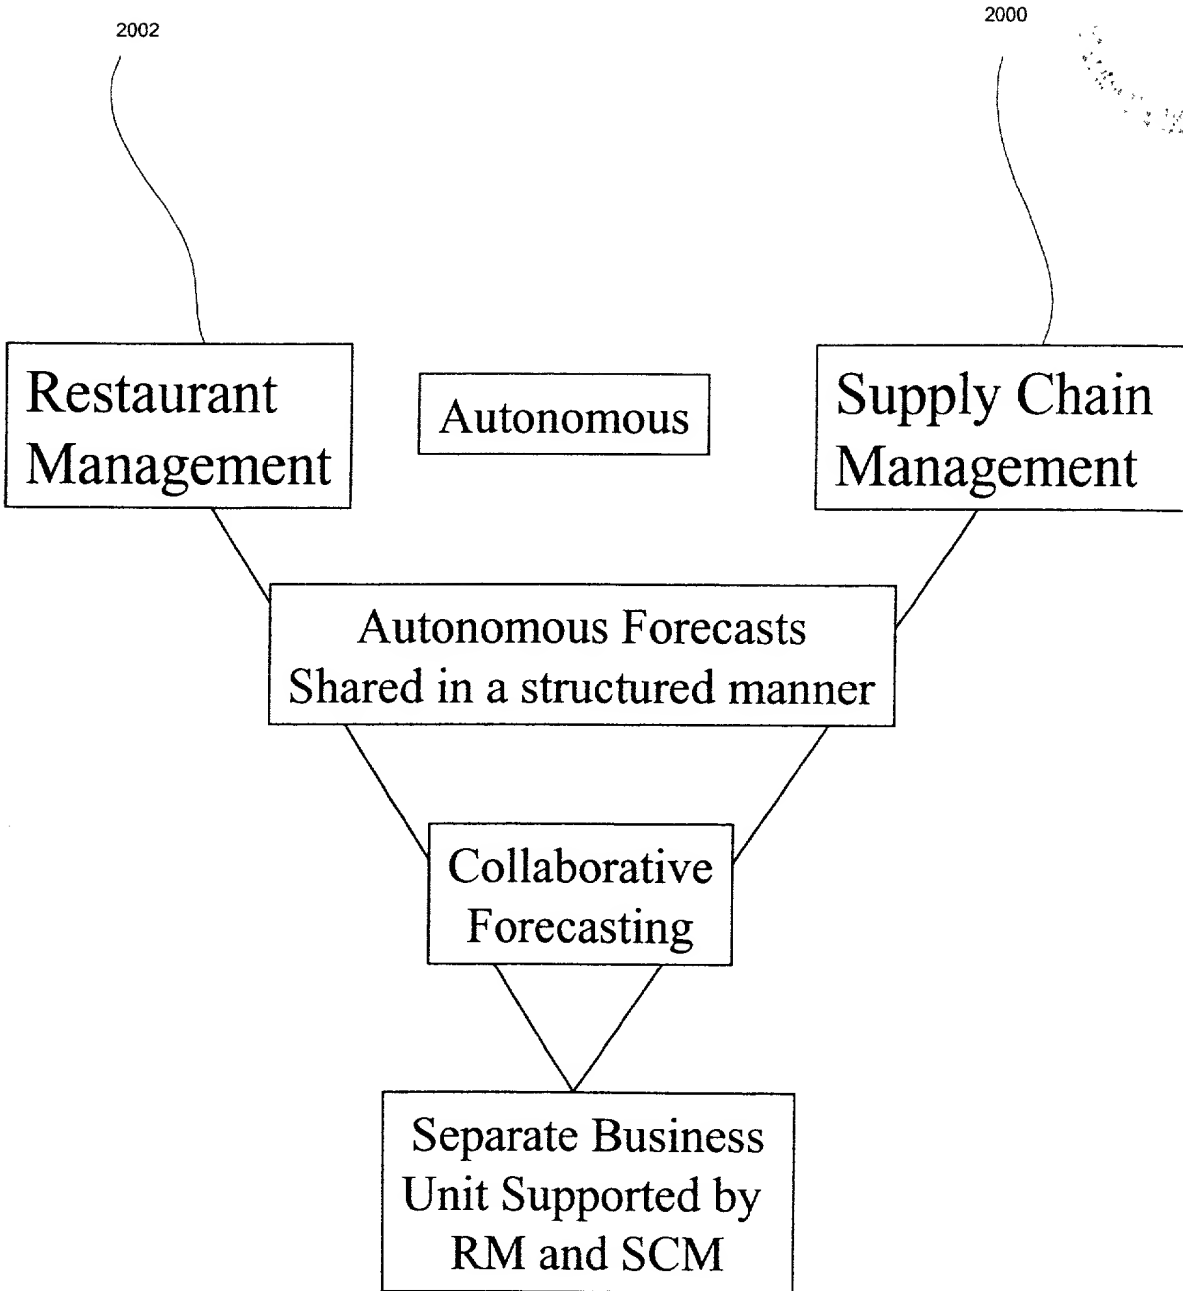 2002
2000
Restaurant
Management
Autonomous
Supply Chain
Management
Autonomous Forecasts
Shared in a structured manner
Collaborative
Forecasting
Separate Business
Unit Supported by
RM and SCM